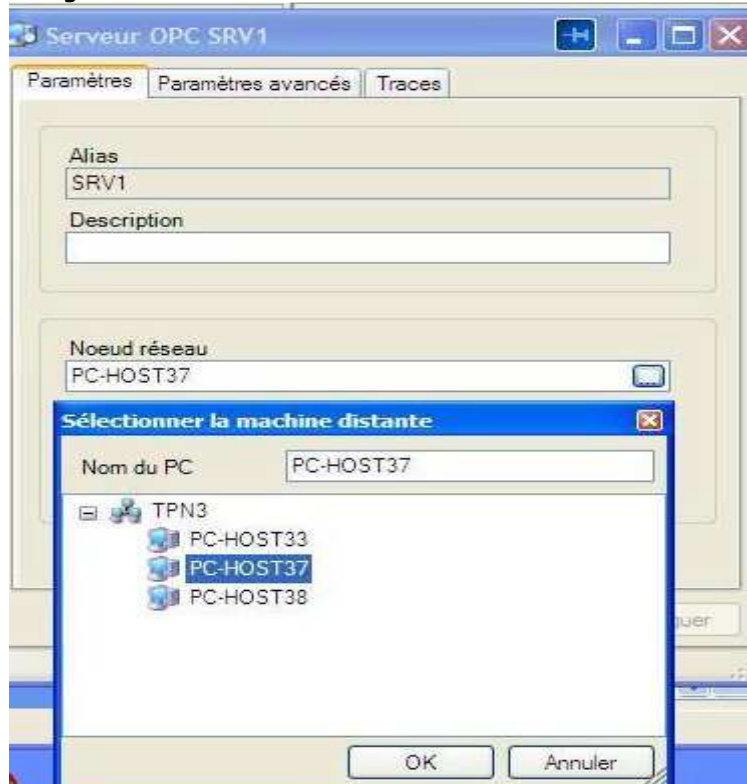 Serveur OPC SRV1
Paramètres Paramètres avancés Traces
Alias
SRV1
Description
Noeud réseau
PC-HOST37
...
Sélectionner la machine distante
Nom du PC PC-HOST37
TPN3
PC-HOST33
PC-HOST37
PC-HOST38
OK Annuler